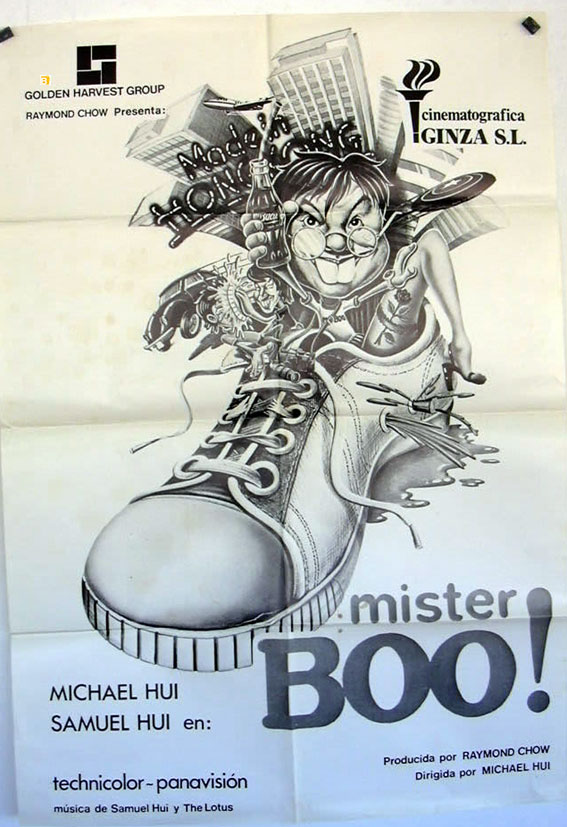 GOLDEN HARVEST GROUP
RAYMOND CHOW Presenta:
cinematografica
GINZA S.L.
Made in
HONG KONG
mister
BOO!
MICHAEL HUI
SAMUEL HUI en:
technicolor - panavisión
música de Samuel Hui y The Lotus
Producida por RAYMOND CHOW
Dirigida por MICHAEL HUI